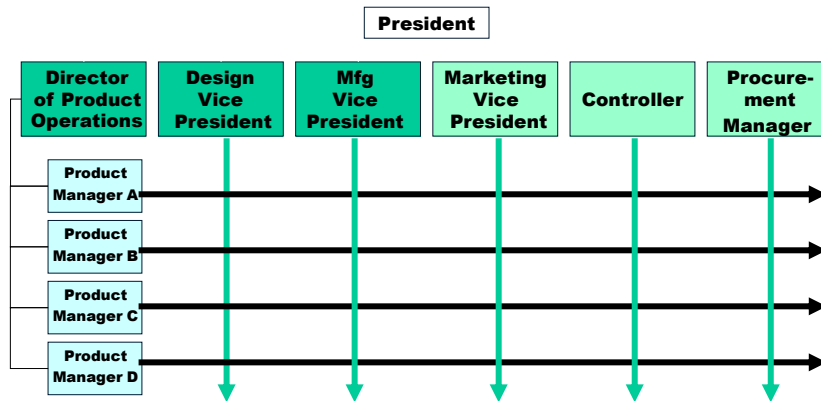 President
Director
of Product
Operations
Design
Vice
President
Mfg
Vice
President
Marketing
Vice
President
Controller
Procure-
ment
Manager
Product
Manager A
Product
Manager B
Product
Manager C
Product
Manager D